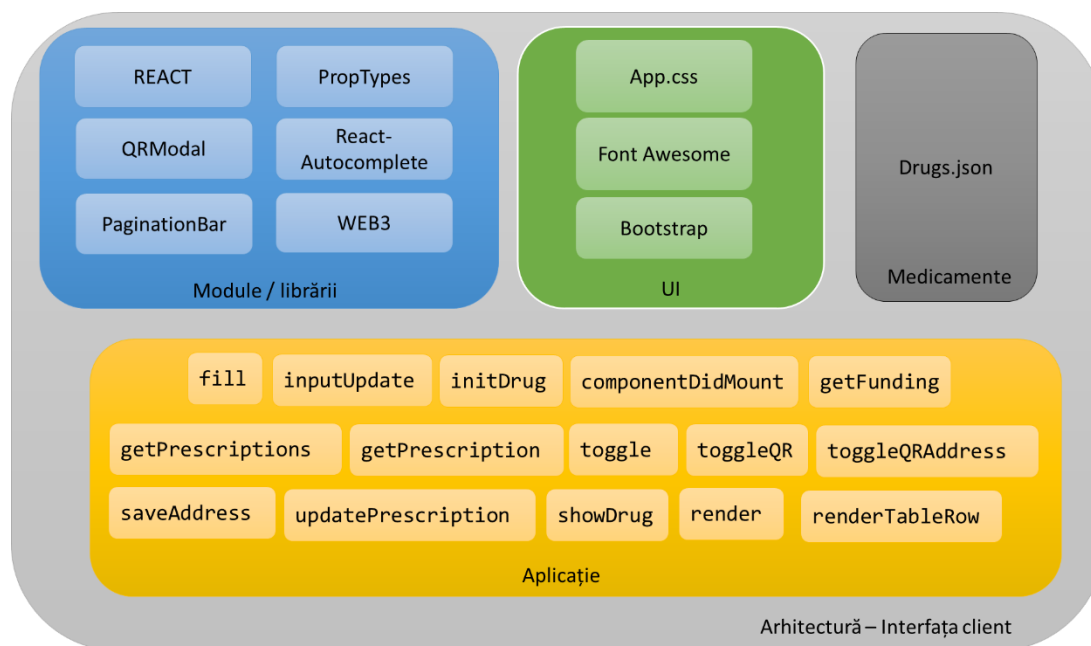 REACT
PropTypes
QRModal
React-
Autocomplete
PaginationBar
WEB3
Module / librării
App.css
Font Awesome
Bootstrap
UI
Drugs.json
Medicamente
fill
inputUpdate
initDrug
componentDidMount
getFunding
getPrescriptions
getPrescription
toggle
toggleQR
toggleQRAddress
saveAddress
updatePrescription
showDrug
render
renderTableRow
Aplicație
Arhitectură – Interfața client